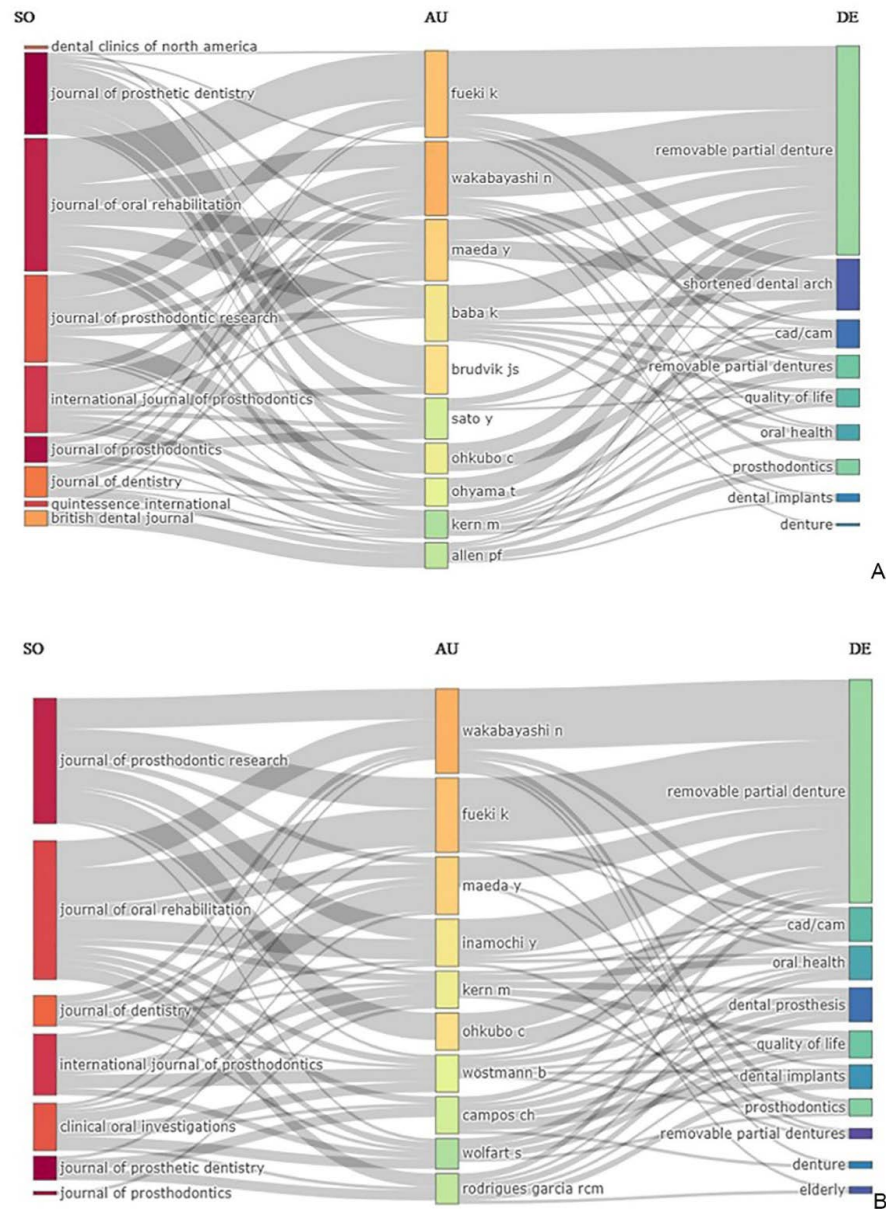 SO AU DE
dental clinics of north america
journal of prosthetic dentistry
journal of oral rehabilitation
journal of prosthodontic research
international journal of prosthodontics
journal of prosthodontics
journal of dentistry
quintessence international
british dental journal
fueki k
wakabayashi n
maeda y
baba k
brudvik js
sato y
ohkubo c
ohyama t
kern m
allen pf
removable partial denture
shortened dental arch
cad/cam
removable partial dentures
quality of life
oral health
prosthodontics
dental implants
denture
A
SO AU DE
journal of prosthodontic research
journal of oral rehabilitation
journal of dentistry
international journal of prosthodontics
clinical oral investigations
journal of prosthetic dentistry
journal of prosthodontics
wakabayashi n
fueki k
maeda y
inamochi y
kern m
ohkubo c
wostmann b
campos ch
wolfart s
rodrigues garcia rcm
removable partial denture
cad/cam
oral health
dental prosthesis
quality of life
dental implants
prosthodontics
removable partial dentures
denture
elderly
B